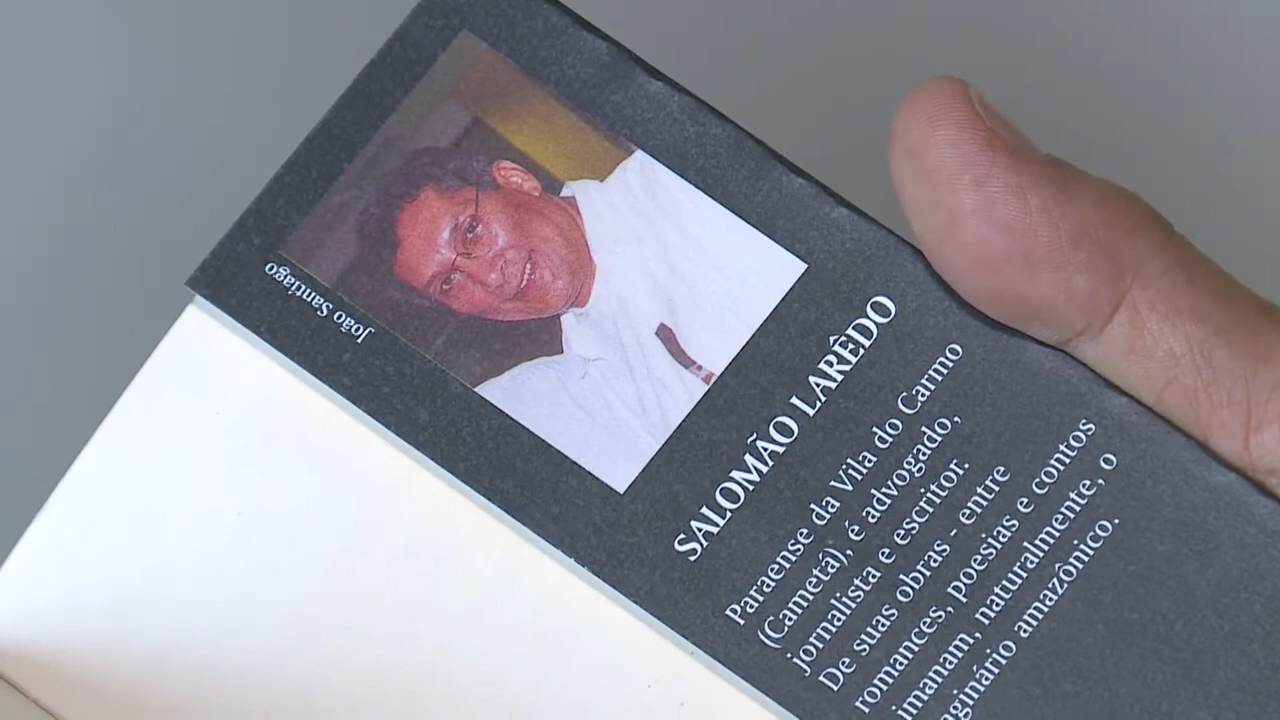 João Santiago
SALOMÃO LARÊDO
Paraense da Vila do Carmo
(Cametá), é advogado,
jornalista e escritor.
De suas obras - entre
romances, poesias e contos
imanam, naturalmente, o
aginário amazônico.